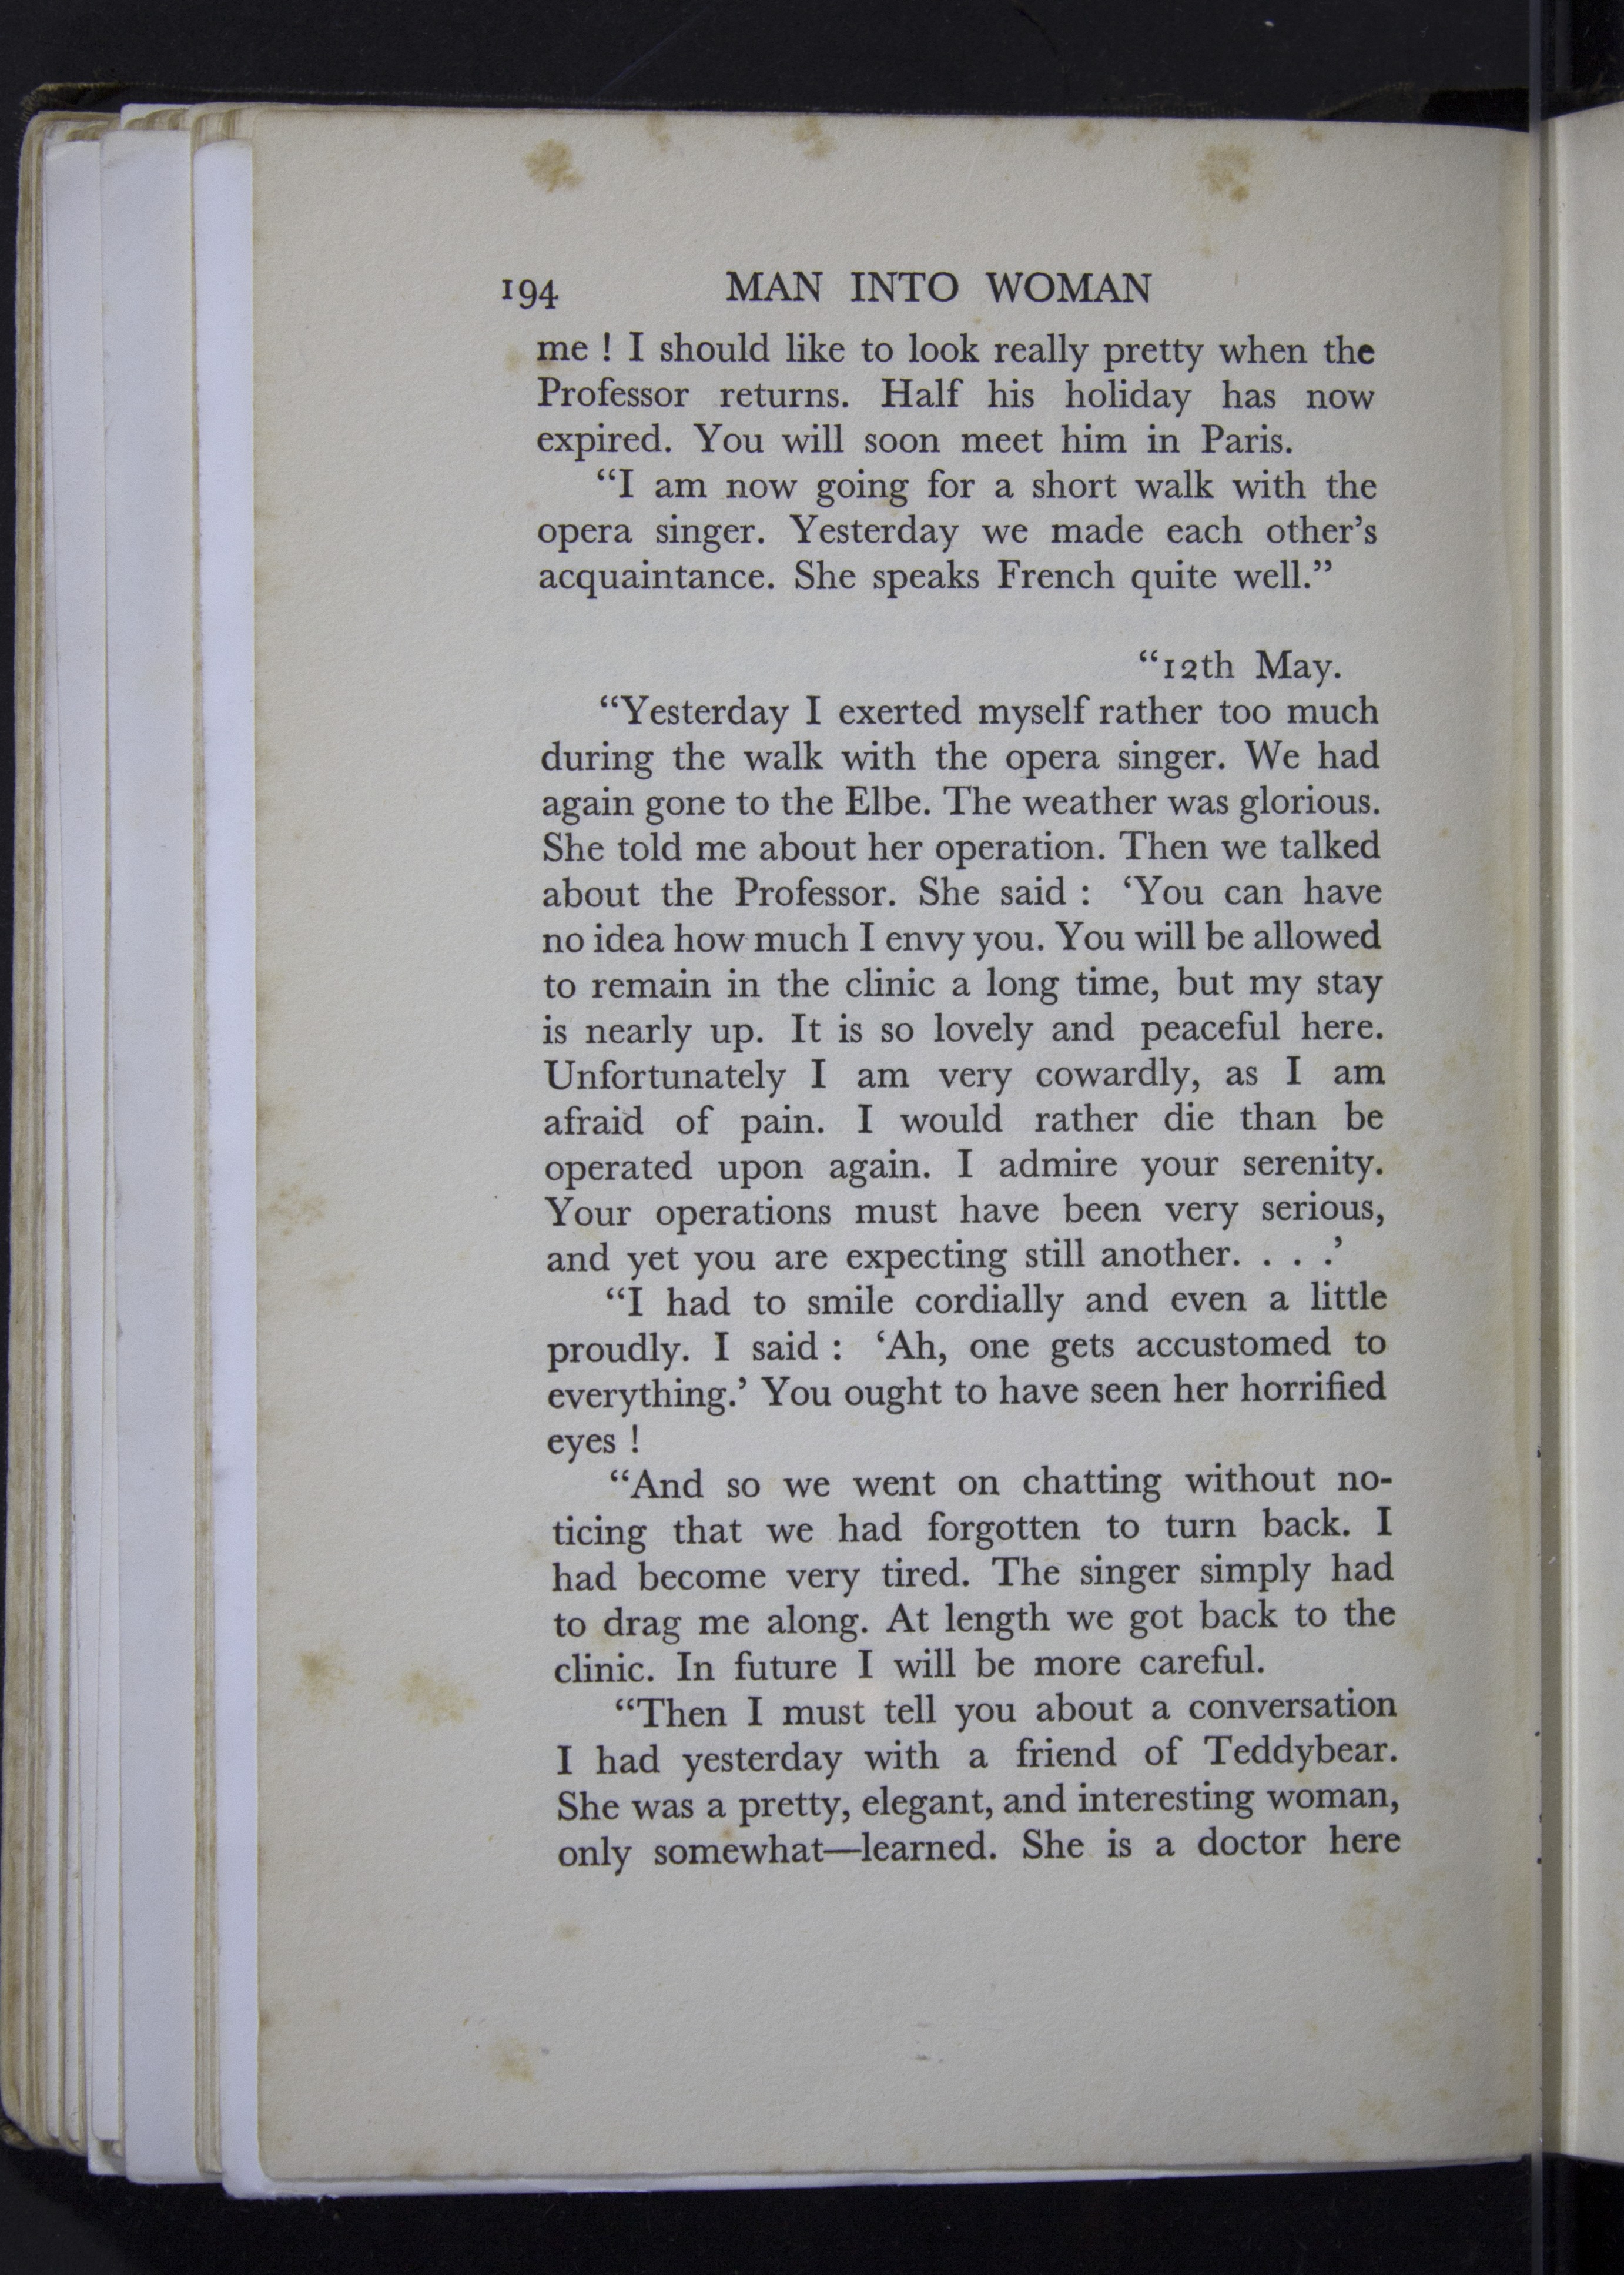 194 MAN INTO WOMAN
me ! I should like to look really pretty when the
Professor returns. Half his holiday has now
expired. You will soon meet him in Paris.
“I am now going for a short walk with the
opera singer. Yesterday we made each other’s
acquaintance. She speaks French quite well.”
“12th May.
“Yesterday I exerted myself rather too much
during the walk with the opera singer. We had
again gone to the Elbe. The weather was glorious.
She told me about her operation. Then we talked
about the Professor. She said : ‘You can have
no idea how much I envy you. You will be allowed
to remain in the clinic a long time, but my stay
is nearly up. It is so lovely and peaceful here.
Unfortunately I am very cowardly, as I am
afraid of pain. I would rather die than be
operated upon again. I admire your serenity.
Your operations must have been very serious,
and yet you are expecting still another. . . .’
“I had to smile cordially and even a little
proudly. I said : ‘Ah, one gets accustomed to
everything.’ You ought to have seen her horrified
eyes !
“And so we went on chatting without no-
ticing that we had forgotten to turn back. I
had become very tired. The singer simply had
to drag me along. At length we got back to the
clinic. In future I will be more careful.
“Then I must tell you about a conversation
I had yesterday with a friend of Teddybear.
She was a pretty, elegant, and interesting woman,
only somewhat—learned. She is a doctor here